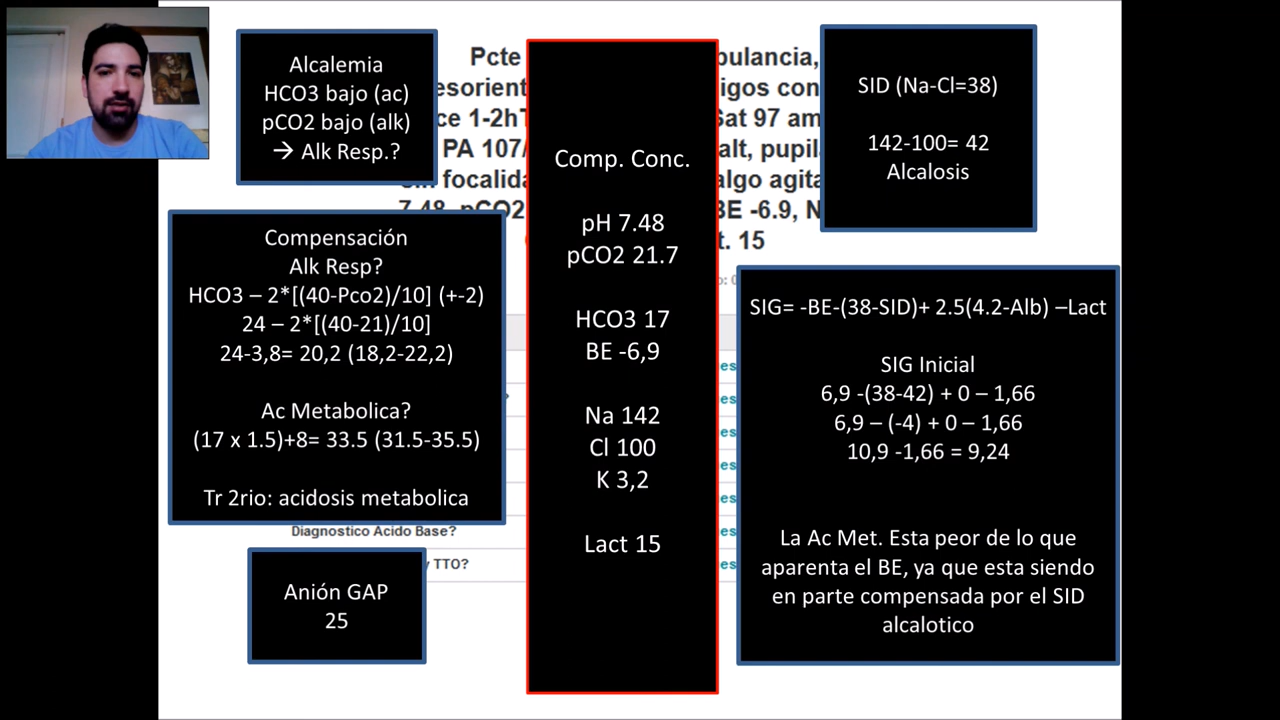 Alcalemia
HCO3 bajo (ac)
pCO2 bajo (alk)
→ Alk Resp.?
Pcte
pulancia,
igos con
ce 1-2h
Sat 97 am
PA 107/
alt, pupil
focalida
algo agita
7.48, pCO2
BE -6.9, N
t. 15
Compensación
Alk Resp?
HCO3 – 2*[(40-Pco2)/10] (+-2)
24 – 2*[(40-21)/10]
24-3,8= 20,2 (18,2-22,2)
Ac Metabolica?
(17 x 1.5)+8= 33.5 (31.5-35.5)
Tr 2rio: acidosis metabolica
Diagnostico Acido Base?
y TTO?
Anión GAP
25
Comp. Conc.
pH 7.48
pCO2 21.7
HCO3 17
BE -6,9
Na 142
Cl 100
K 3,2
Lact 15
SID (Na-Cl=38)
142-100= 42
Alcalosis
SIG= -BE-(38-SID)+ 2.5(4.2-Alb) –Lact
SIG Inicial
6,9 -(38-42) + 0 – 1,66
6,9 – (-4) + 0 – 1,66
10,9 -1,66 = 9,24
La Ac Met. Esta peor de lo que
aparenta el BE, ya que esta siendo
en parte compensada por el SID
alcalotico